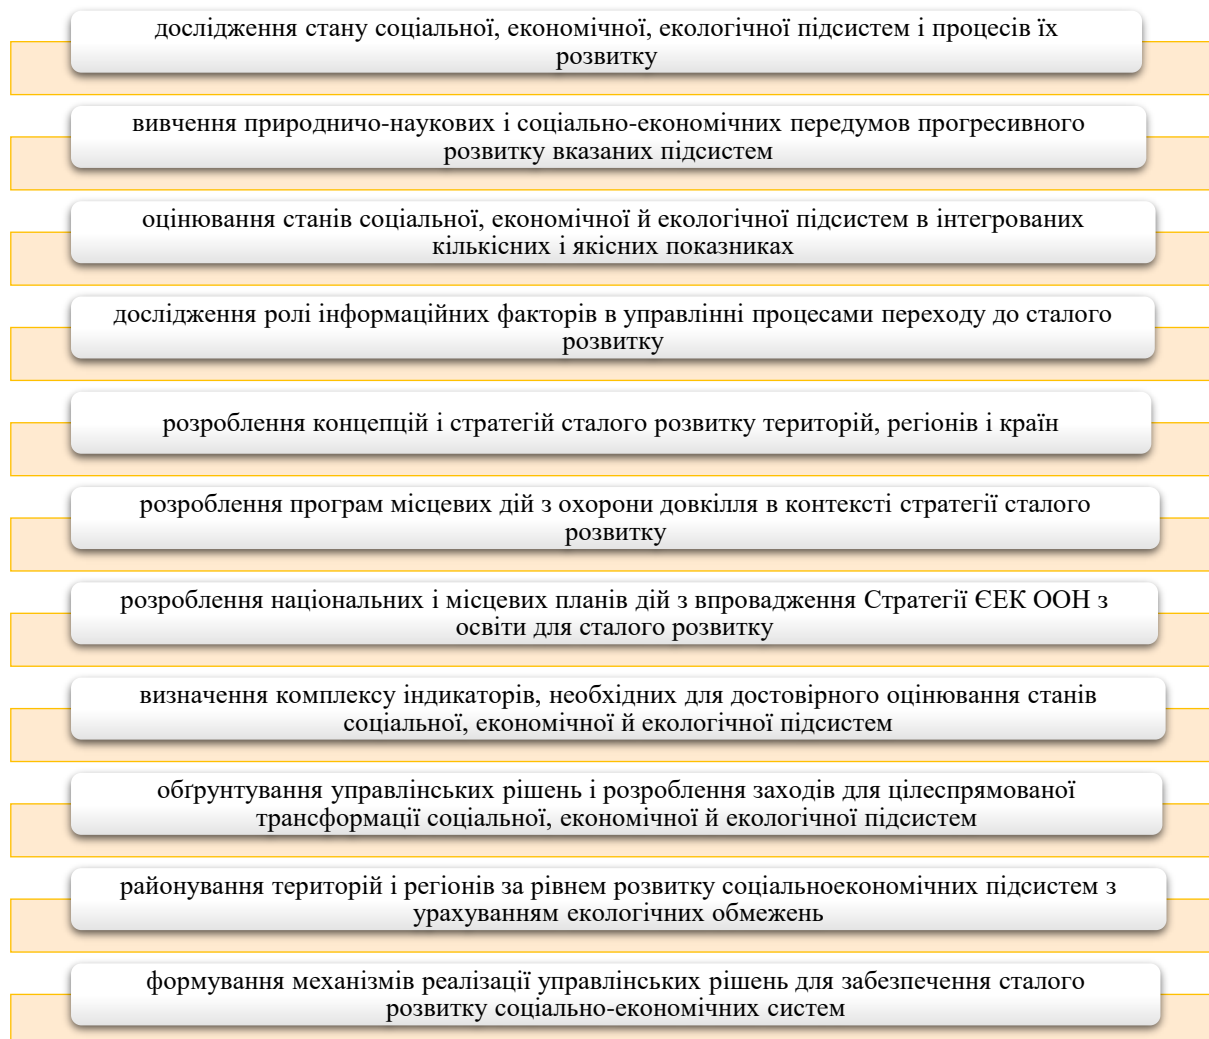 дослідження стану соціальної, економічної, екологічної підсистем і процесів їх
розвитку
вивчення природничо-наукових і соціально-економічних передумов прогресивного
розвитку вказаних підсистем
оцінювання станів соціальної, економічної й екологічної підсистем в інтегрованих
кількісних і якісних показниках
дослідження ролі інформаційних факторів в управлінні процесами переходу до сталого
розвитку
розроблення концепцій і стратегій сталого розвитку територій, регіонів і країн
розроблення програм місцевих дій з охорони довкілля в контексті стратегії сталого
розвитку
розроблення національних і місцевих планів дій з впровадження Стратегії ЄЕК ООН з
освіти для сталого розвитку
визначення комплексу індикаторів, необхідних для достовірного оцінювання станів
соціальної, економічної й екологічної підсистем
обґрунтування управлінських рішень і розроблення заходів для цілеспрямованої
трансформації соціальної, економічної й екологічної підсистем
районування територій і регіонів за рівнем розвитку соціальноекономічних підсистем з
урахуванням екологічних обмежень
формування механізмів реалізації управлінських рішень для забезпечення сталого
розвитку соціально-економічних систем